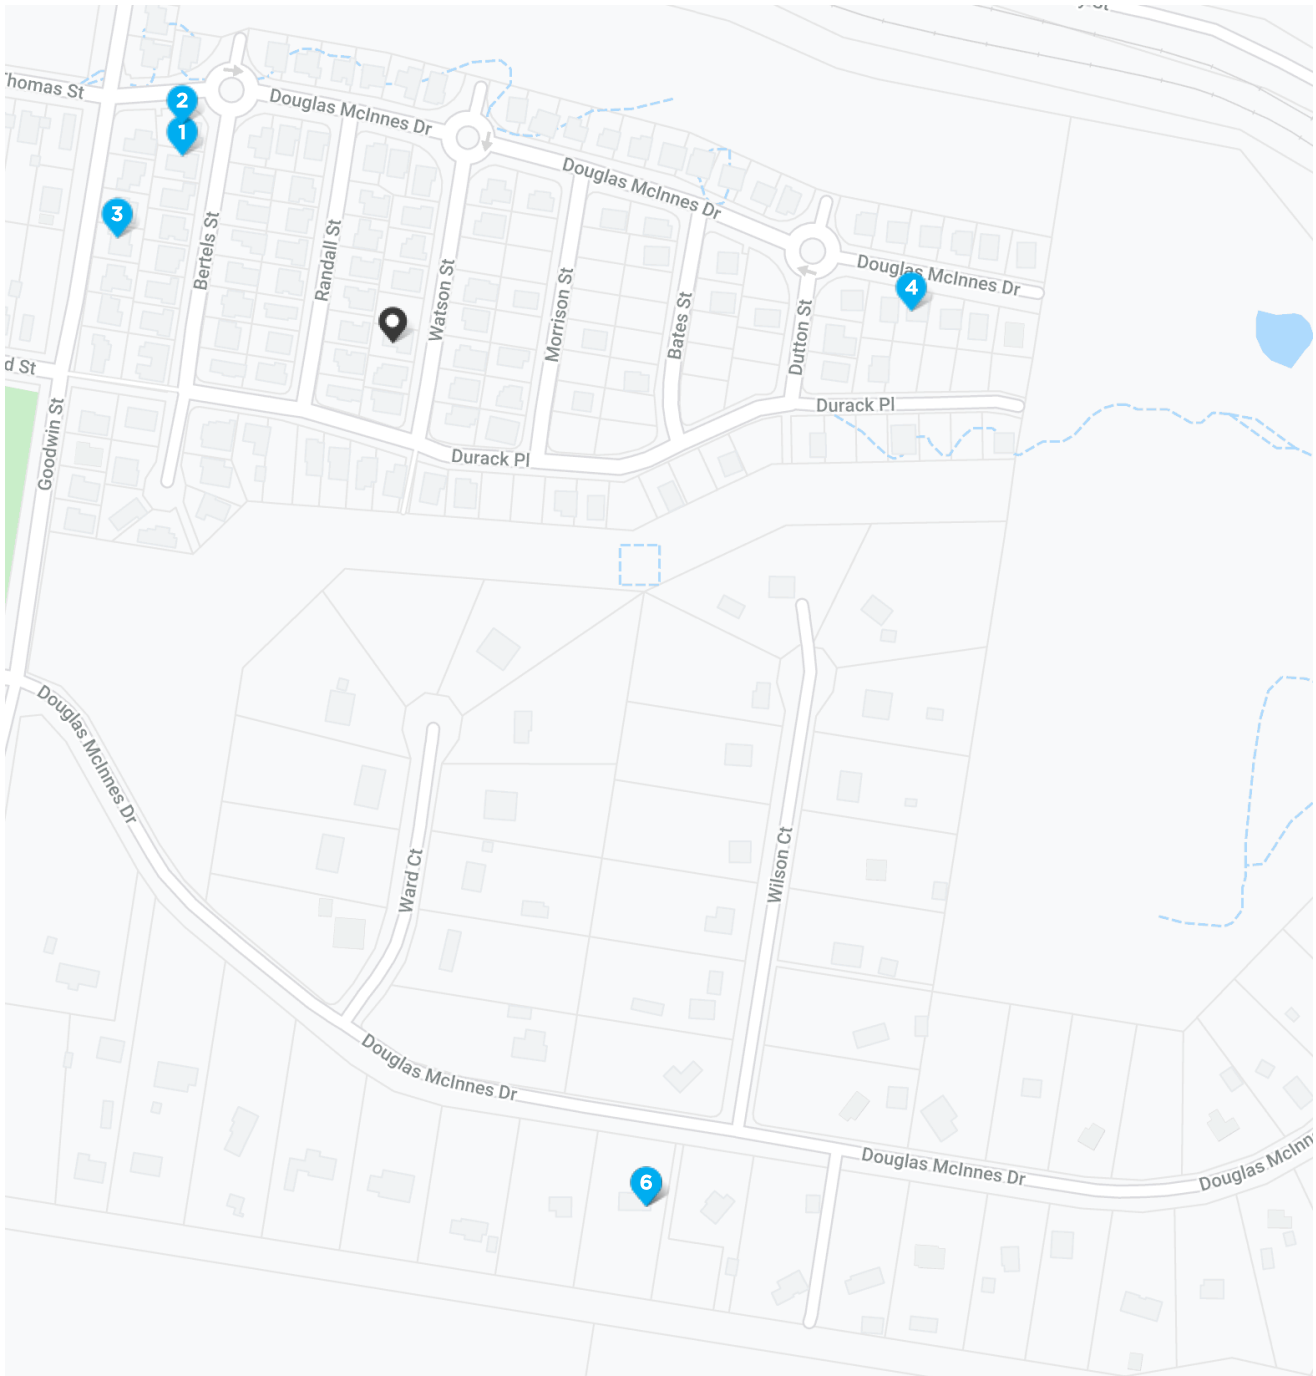 Thomas St
2
1
3
Douglas McInnes Dr
Douglas McInnes Dr
Douglas McInnes Dr
4
Bertels St
Randall St
Watson St
Morrison St
Bates St
Dutton St
d St
Durack Pl
Durack Pl
Goodwin St
Douglas McInnes Dr
Ward Ct
Wilson Ct
Douglas McInnes Dr
Douglas McInnes Dr
Douglas McInn
6